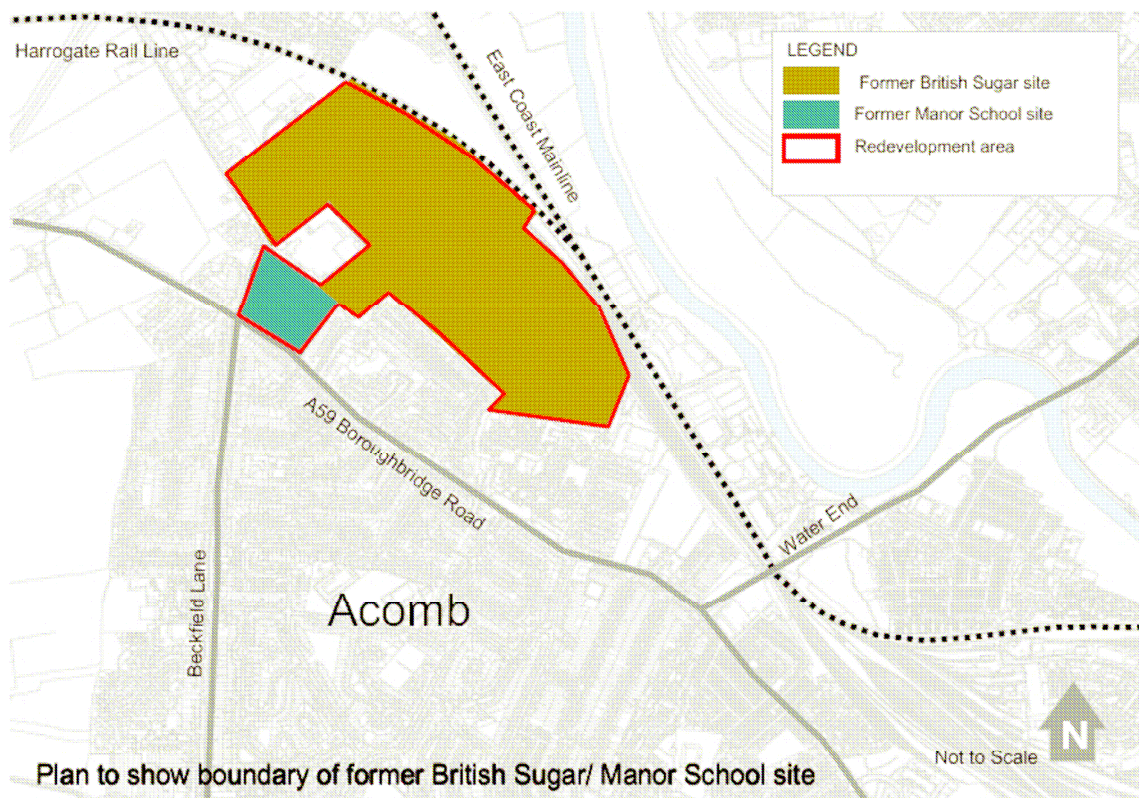 Harrogate Rail Line
East Coast Mainline
LEGEND
Former British Sugar site
Former Manor School site
Redevelopment area
A59 Boroughbridge Road
Water End
Beckfield Lane
Acomb
N
Not to Scale
Plan to show boundary of former British Sugar/ Manor School site